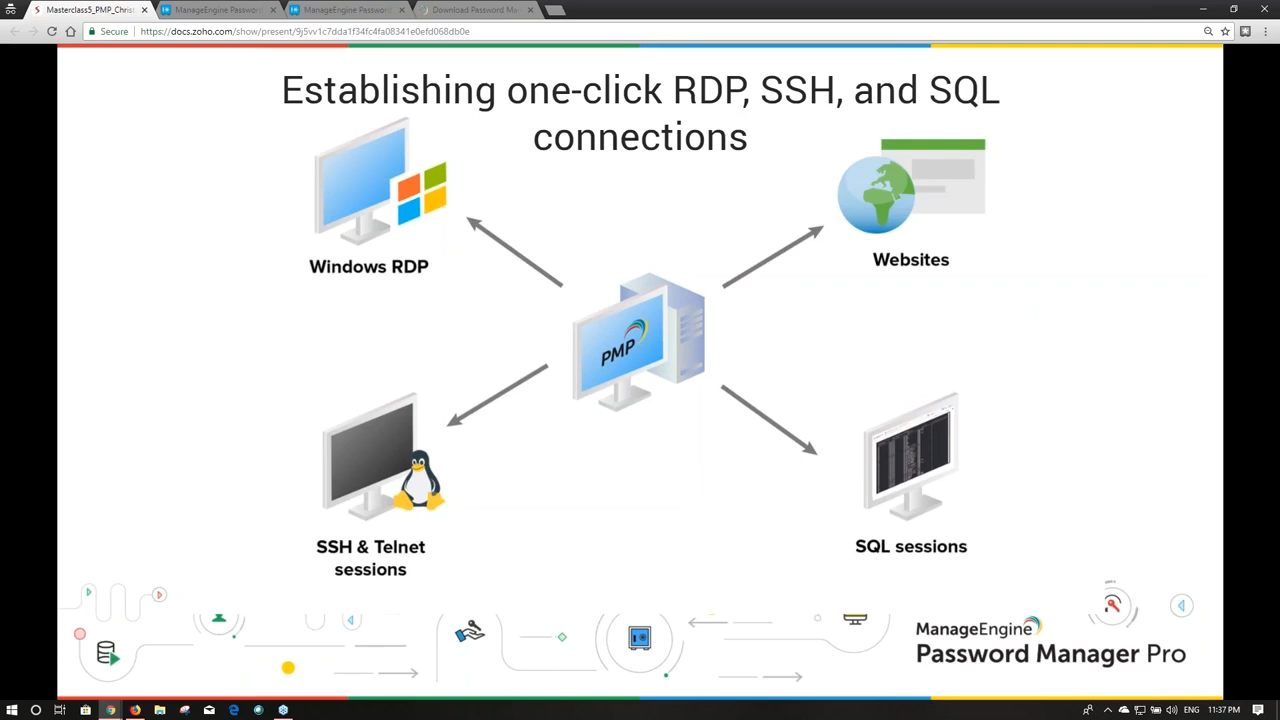 Masterclass5_PMP_Chris
ManageEngine Passwor
ManageEngine Passwor
Download Password Ma
Secure
https://docs.zoho.com/show/present/9j5vv1c7dda1f34fc4fa08341e0efd068db0e
Establishing one-click RDP, SSH, and SQL
connections
Windows RDP
Websites
PMP
SSH & Telnet
sessions
SQL sessions
ManageEngine
Password Manager Pro
ENG
11:37 PM